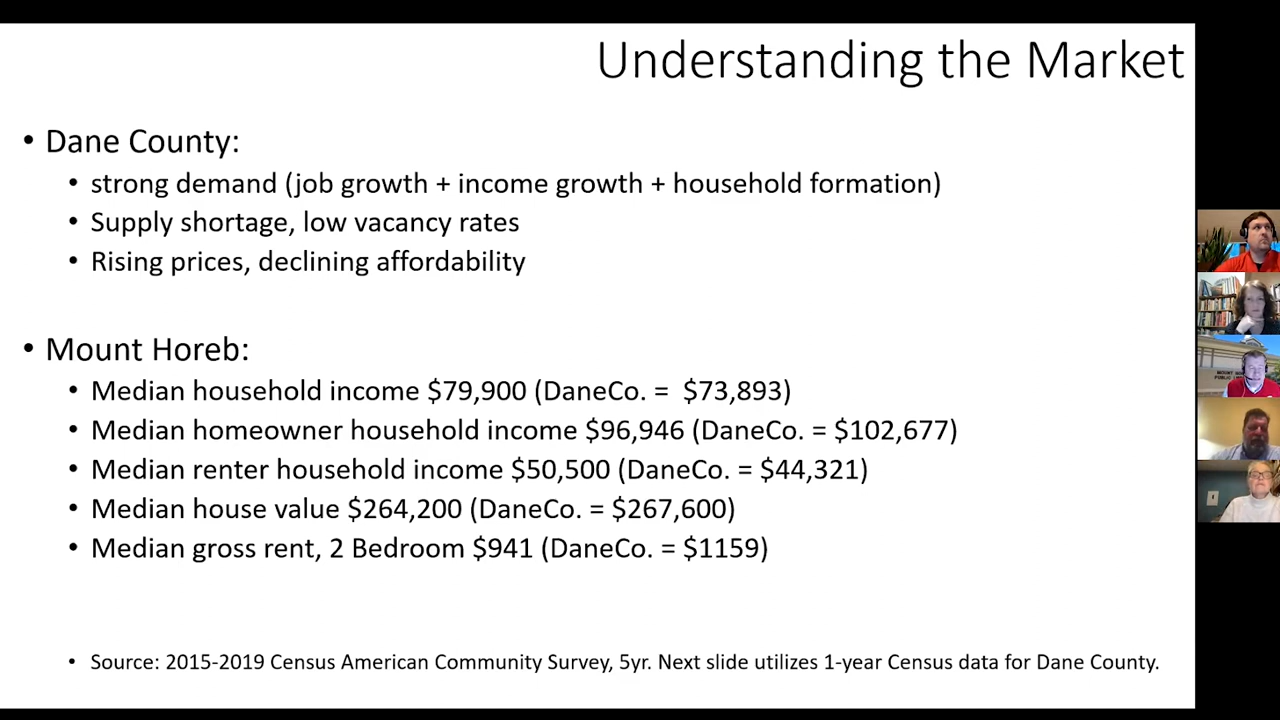 Understanding the Market
• Dane County:
• strong demand (job growth + income growth + household formation)
• Supply shortage, low vacancy rates
• Rising prices, declining affordability
• Mount Horeb:
• Median household income $79,900 (DaneCo. =  $73,893)
• Median homeowner household income $96,946 (DaneCo. = $102,677)
• Median renter household income $50,500 (DaneCo. = $44,321)
• Median house value $264,200 (DaneCo. = $267,600)
• Median gross rent, 2 Bedroom $941 (DaneCo. = $1159)
• Source: 2015-2019 Census American Community Survey, 5yr. Next slide utilizes 1-year Census data for Dane County.